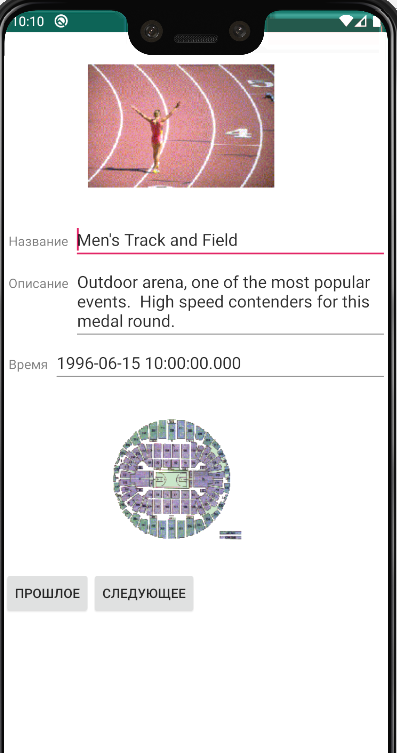 10:10
4
Название Men's Track and Field
Описание Outdoor arena, one of the most popular
events. High speed contenders for this
medal round.
Время 1996-06-15 10:00:00.000
ПРОШЛОЕ СЛЕДУЮЩЕЕ